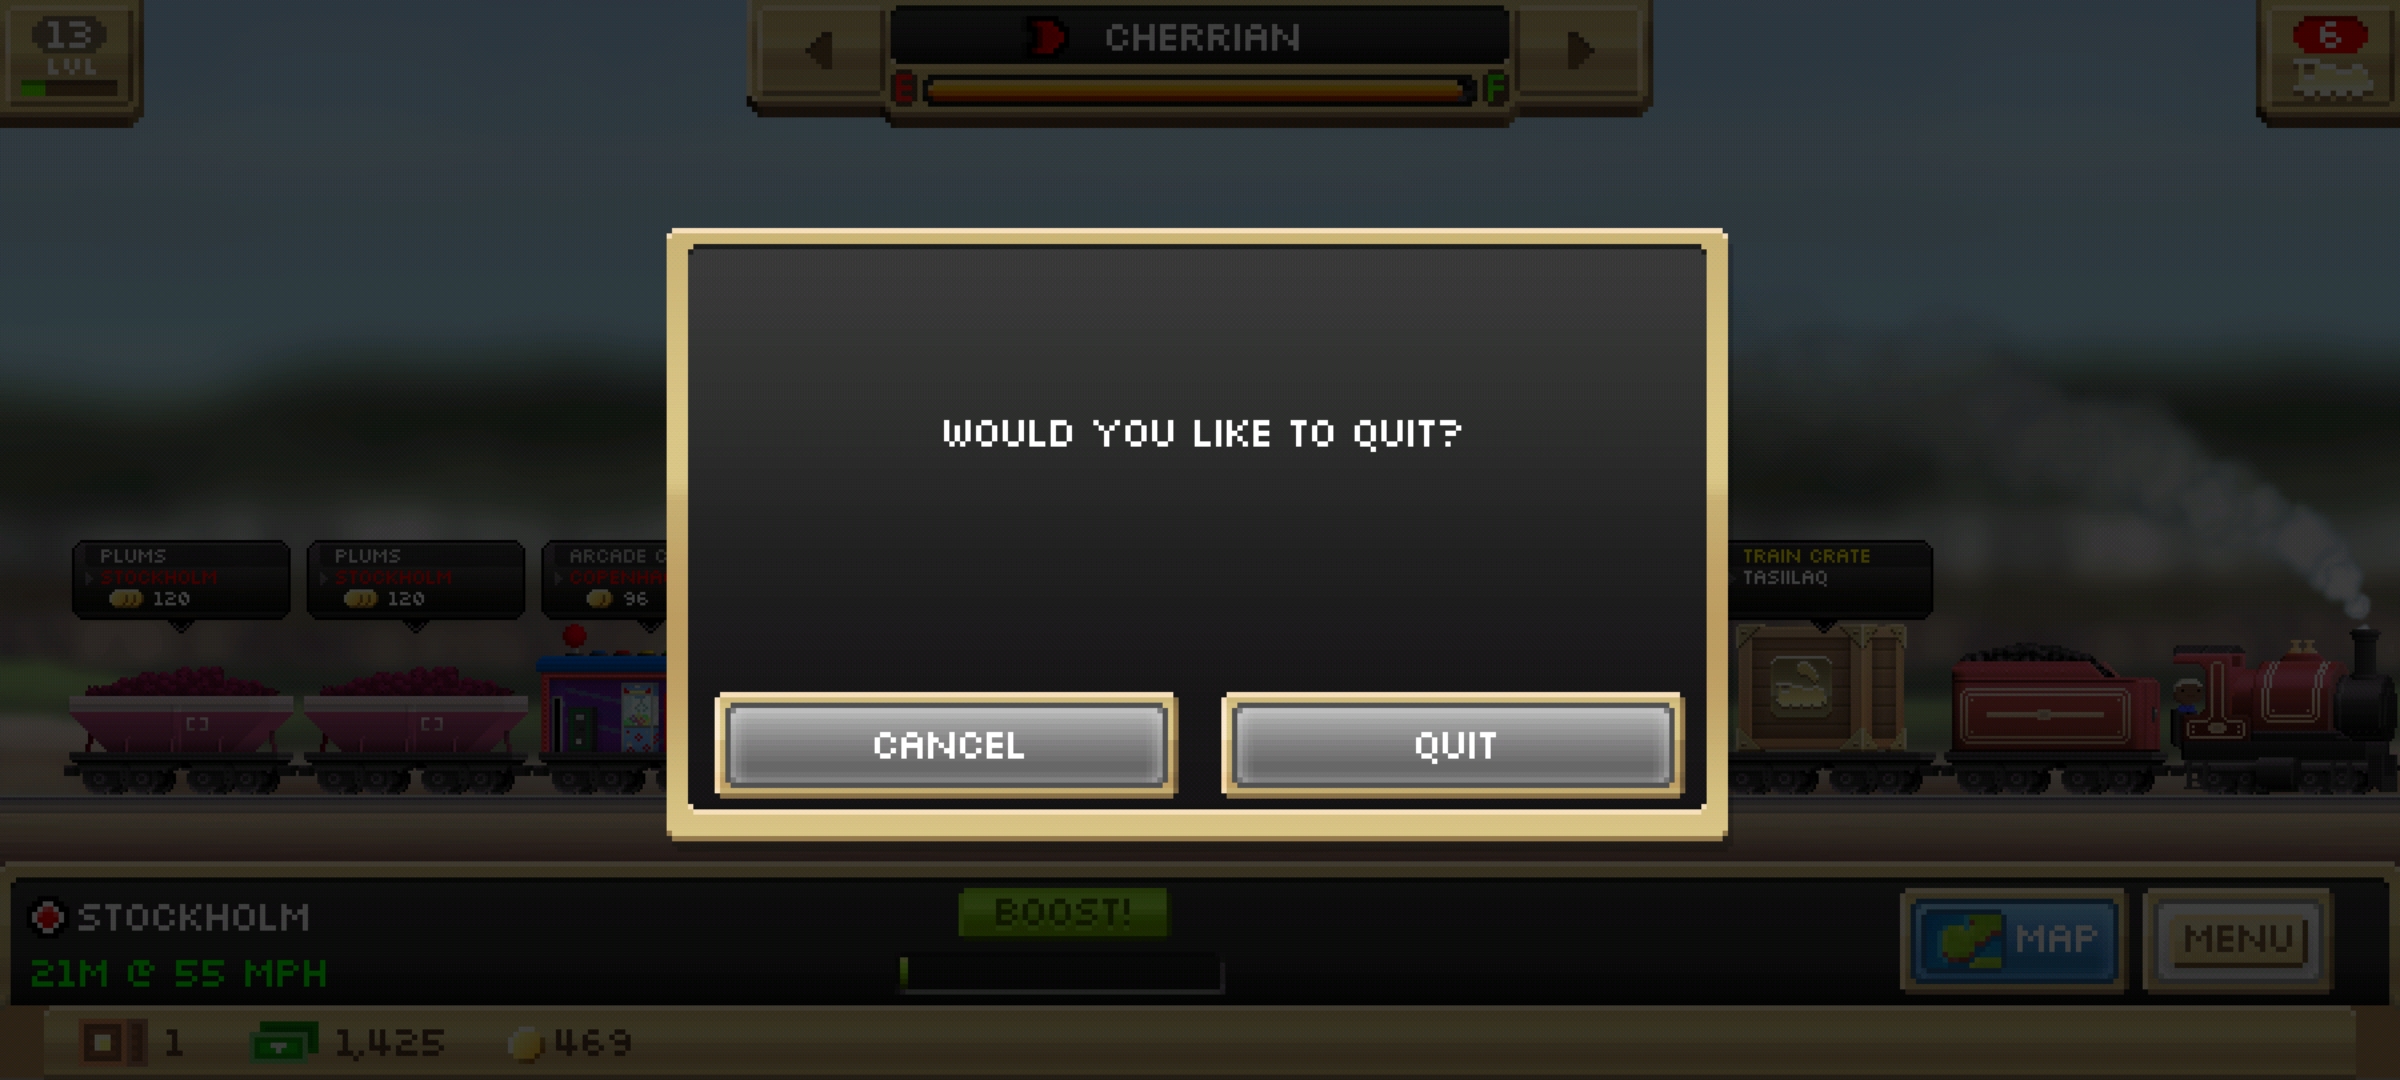 13
LVL
CHERRIAN
E F
6
WOULD YOU LIKE TO QUIT?
PLUMS
STOCKHOLM
120
PLUMS
STOCKHOLM
120
ARCADE
96
TRAIN CRATE
TASIILAQ
CANCEL
QUIT
STOCKHOLM
21M @ 55 MPH
BOOST!
MAP
MENU
1
1,425
469